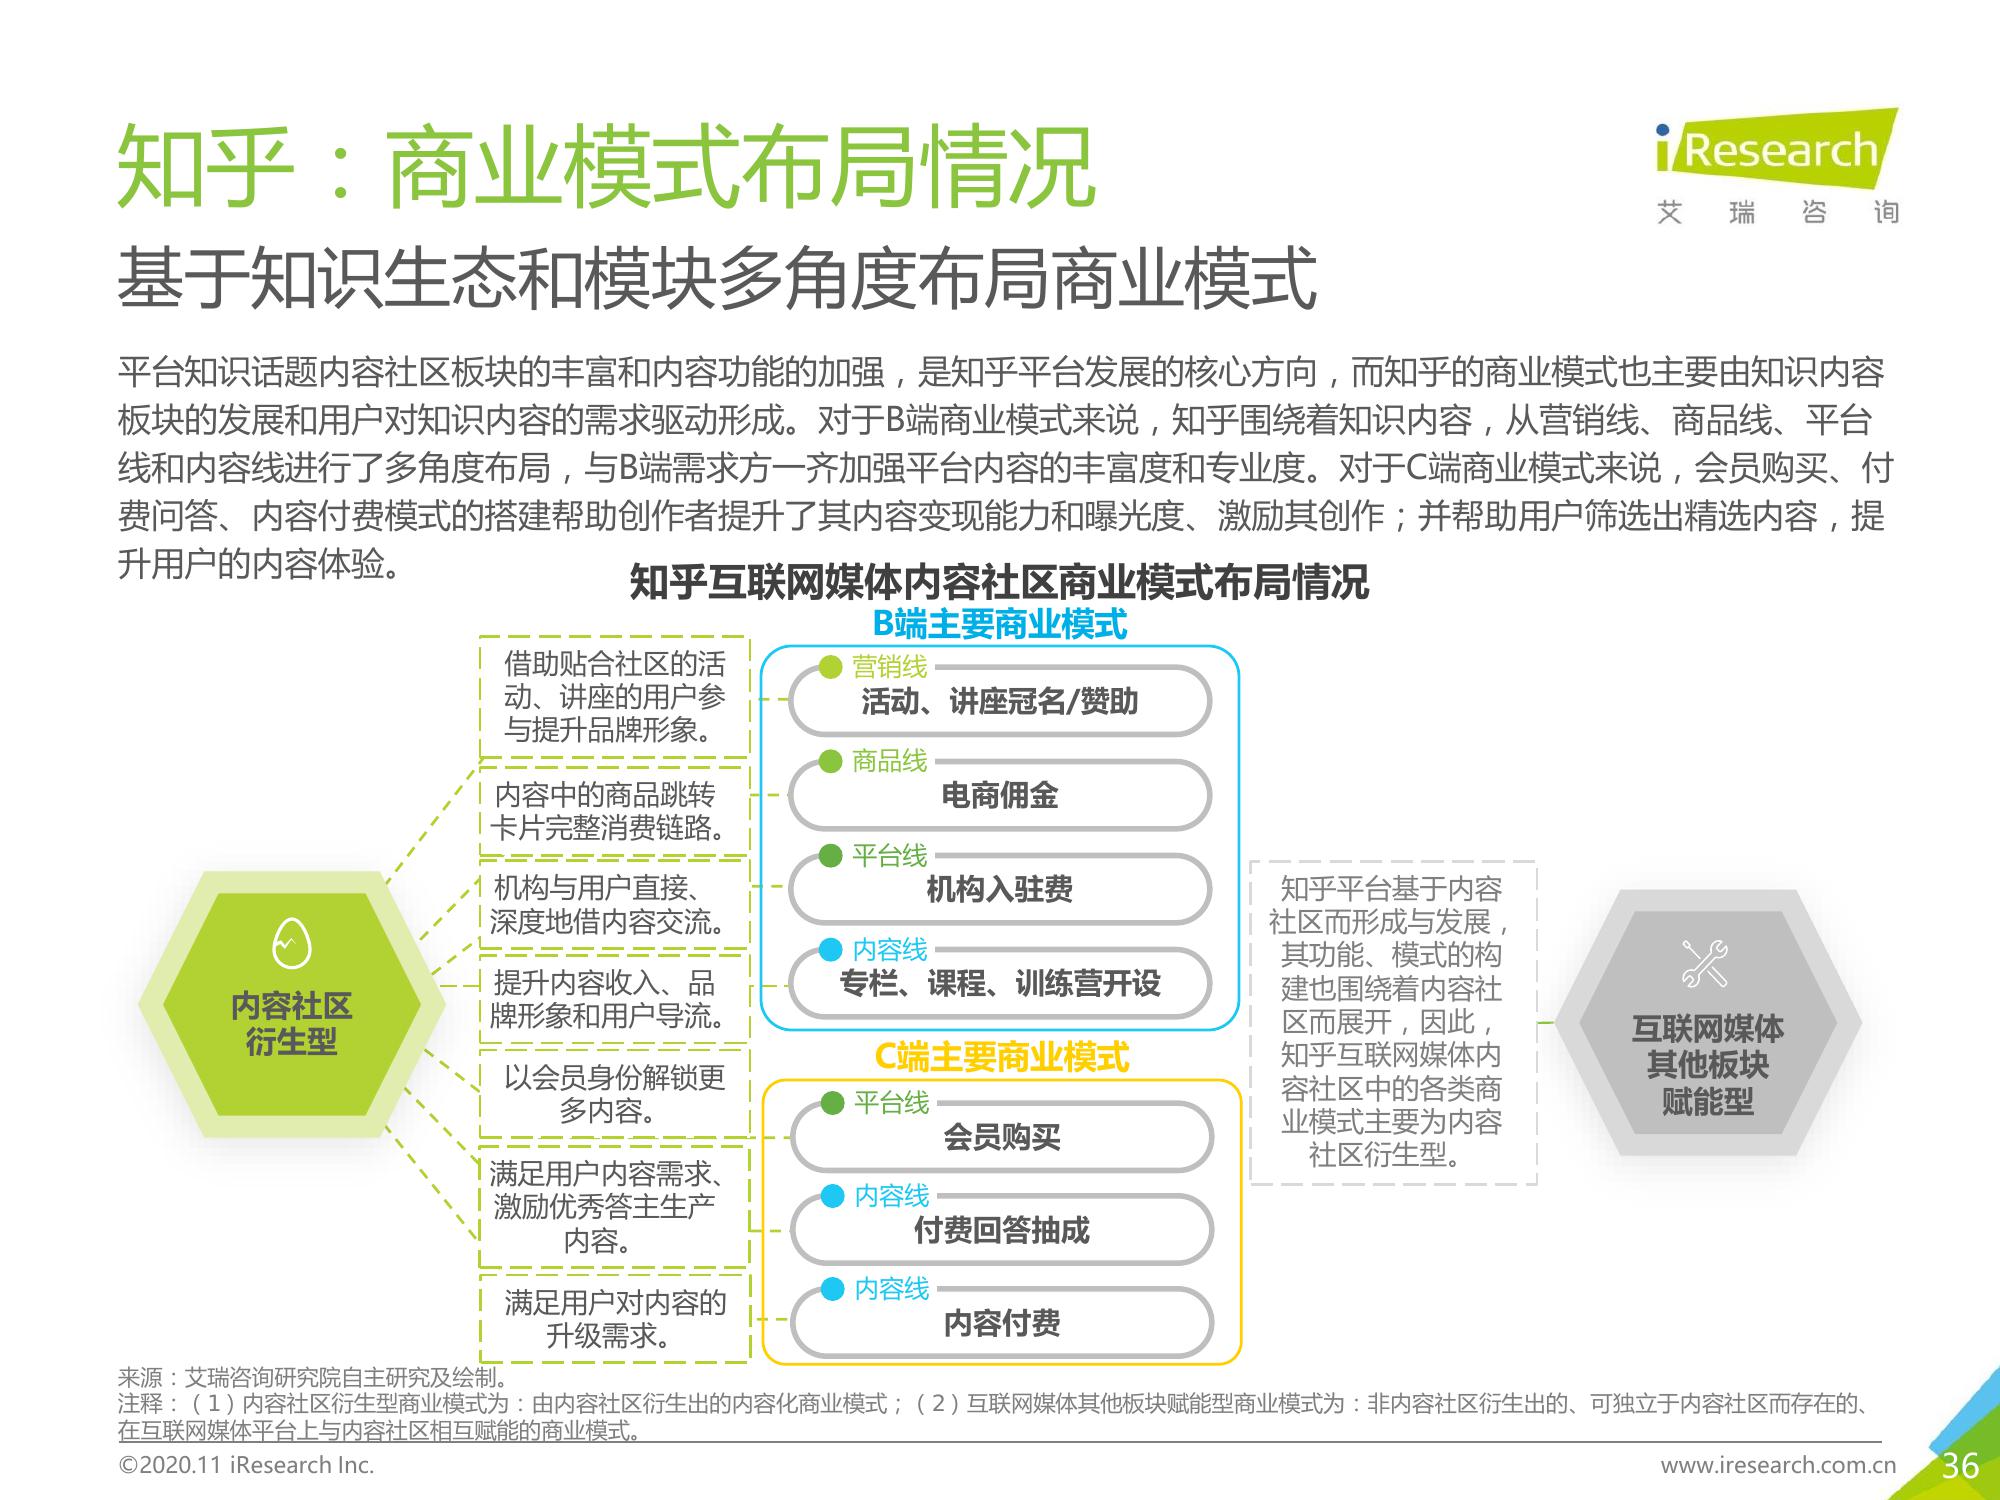 知乎：商业模式布局情况
iResearch
艾瑞咨询
基于知识生态和模块多角度布局商业模式
平台知识话题内容社区板块的丰富和内容功能的加强，是知乎平台发展的核心方向，而知乎的商业模式也主要由知识内容
板块的发展和用户对知识内容的需求驱动形成。对于B端商业模式来说，知乎围绕着知识内容，从营销线、商品线、平台
线和内容线进行了多角度布局，与B端需求方一齐加强平台内容的丰富度和专业度。对于C端商业模式来说，会员购买、付
费问答、内容付费模式的搭建帮助创作者提升了其内容变现能力和曝光度、激励其创作；并帮助用户筛选出精选内容，提
升用户的内容体验。
知乎互联网媒体内容社区商业模式布局情况
内容社区
衍生型
借助贴合社区的活
动、讲座的用户参
与提升品牌形象。
内容中的商品跳转
卡片完整消费链路。
机构与用户直接、
深度地借内容交流。
提升内容收入、品
牌形象和用户导流。
以会员身份解锁更
多内容。
满足用户内容需求、
激励优秀答主生产
内容。
满足用户对内容的
升级需求。
B端主要商业模式
营销线
活动、讲座冠名/赞助
商品线
电商佣金
平台线
机构入驻费
内容线
专栏、课程、训练营开设
C端主要商业模式
平台线
会员购买
内容线
付费回答抽成
内容线
内容付费
知乎平台基于内容
社区而形成与发展，
其功能、模式的构
建也围绕着内容社
区而展开，因此，
知乎互联网媒体内
容社区中的各类商
业模式主要为内容
社区衍生型。
互联网媒体
其他板块
赋能型
来源：艾瑞咨询研究院自主研究及绘制。
注释：（1）内容社区衍生型商业模式为：由内容社区衍生出的内容化商业模式；（2）互联网媒体其他板块赋能型商业模式为：非内容社区衍生出的、可独立于内容社区而存在的、
在互联网媒体平台上与内容社区相互赋能的商业模式。
©2020.11 iResearch Inc.
www.iresearch.com.cn
36